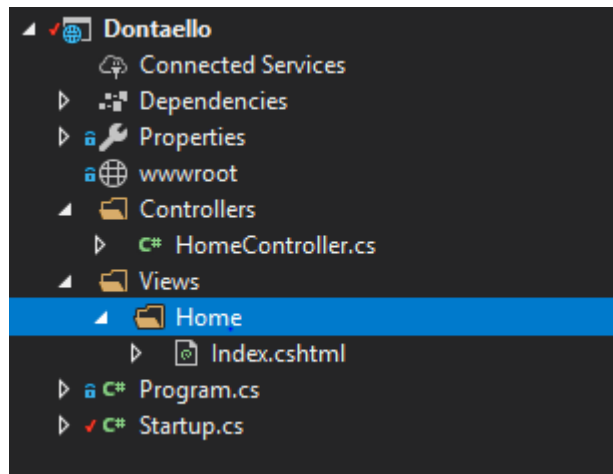 Dontaello
Connected Services
Dependencies
Properties
wwwroot
Controllers
C# HomeController.cs
Views
Home
Index.cshtml
C# Program.cs
C# Startup.cs